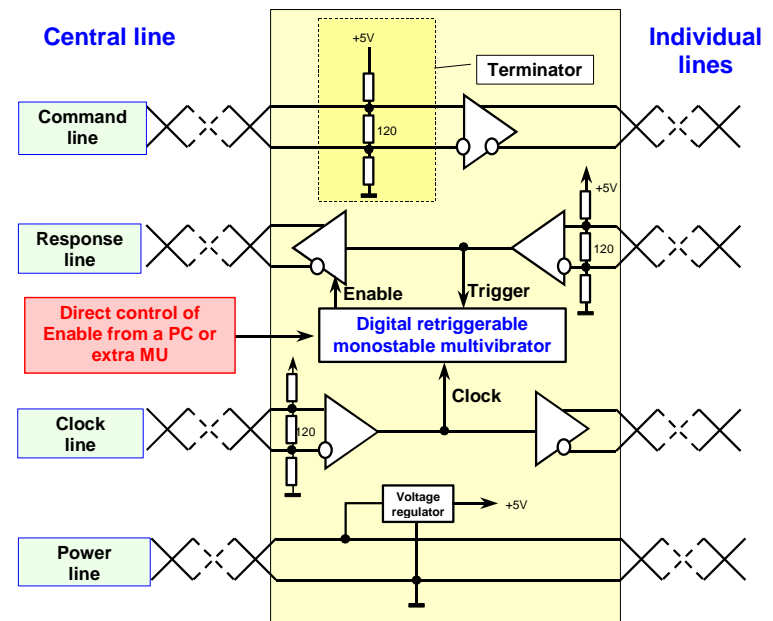 Central line
Individual
lines
+5V
Terminator
120
Command
line
+5V
120
Response
line
Enable
Trigger
Direct control of
Enable from a PC or
extra MU
Digital retriggerable
monostable multivibrator
Clock
120
Clock
line
Voltage
regulator
+5V
Power
line